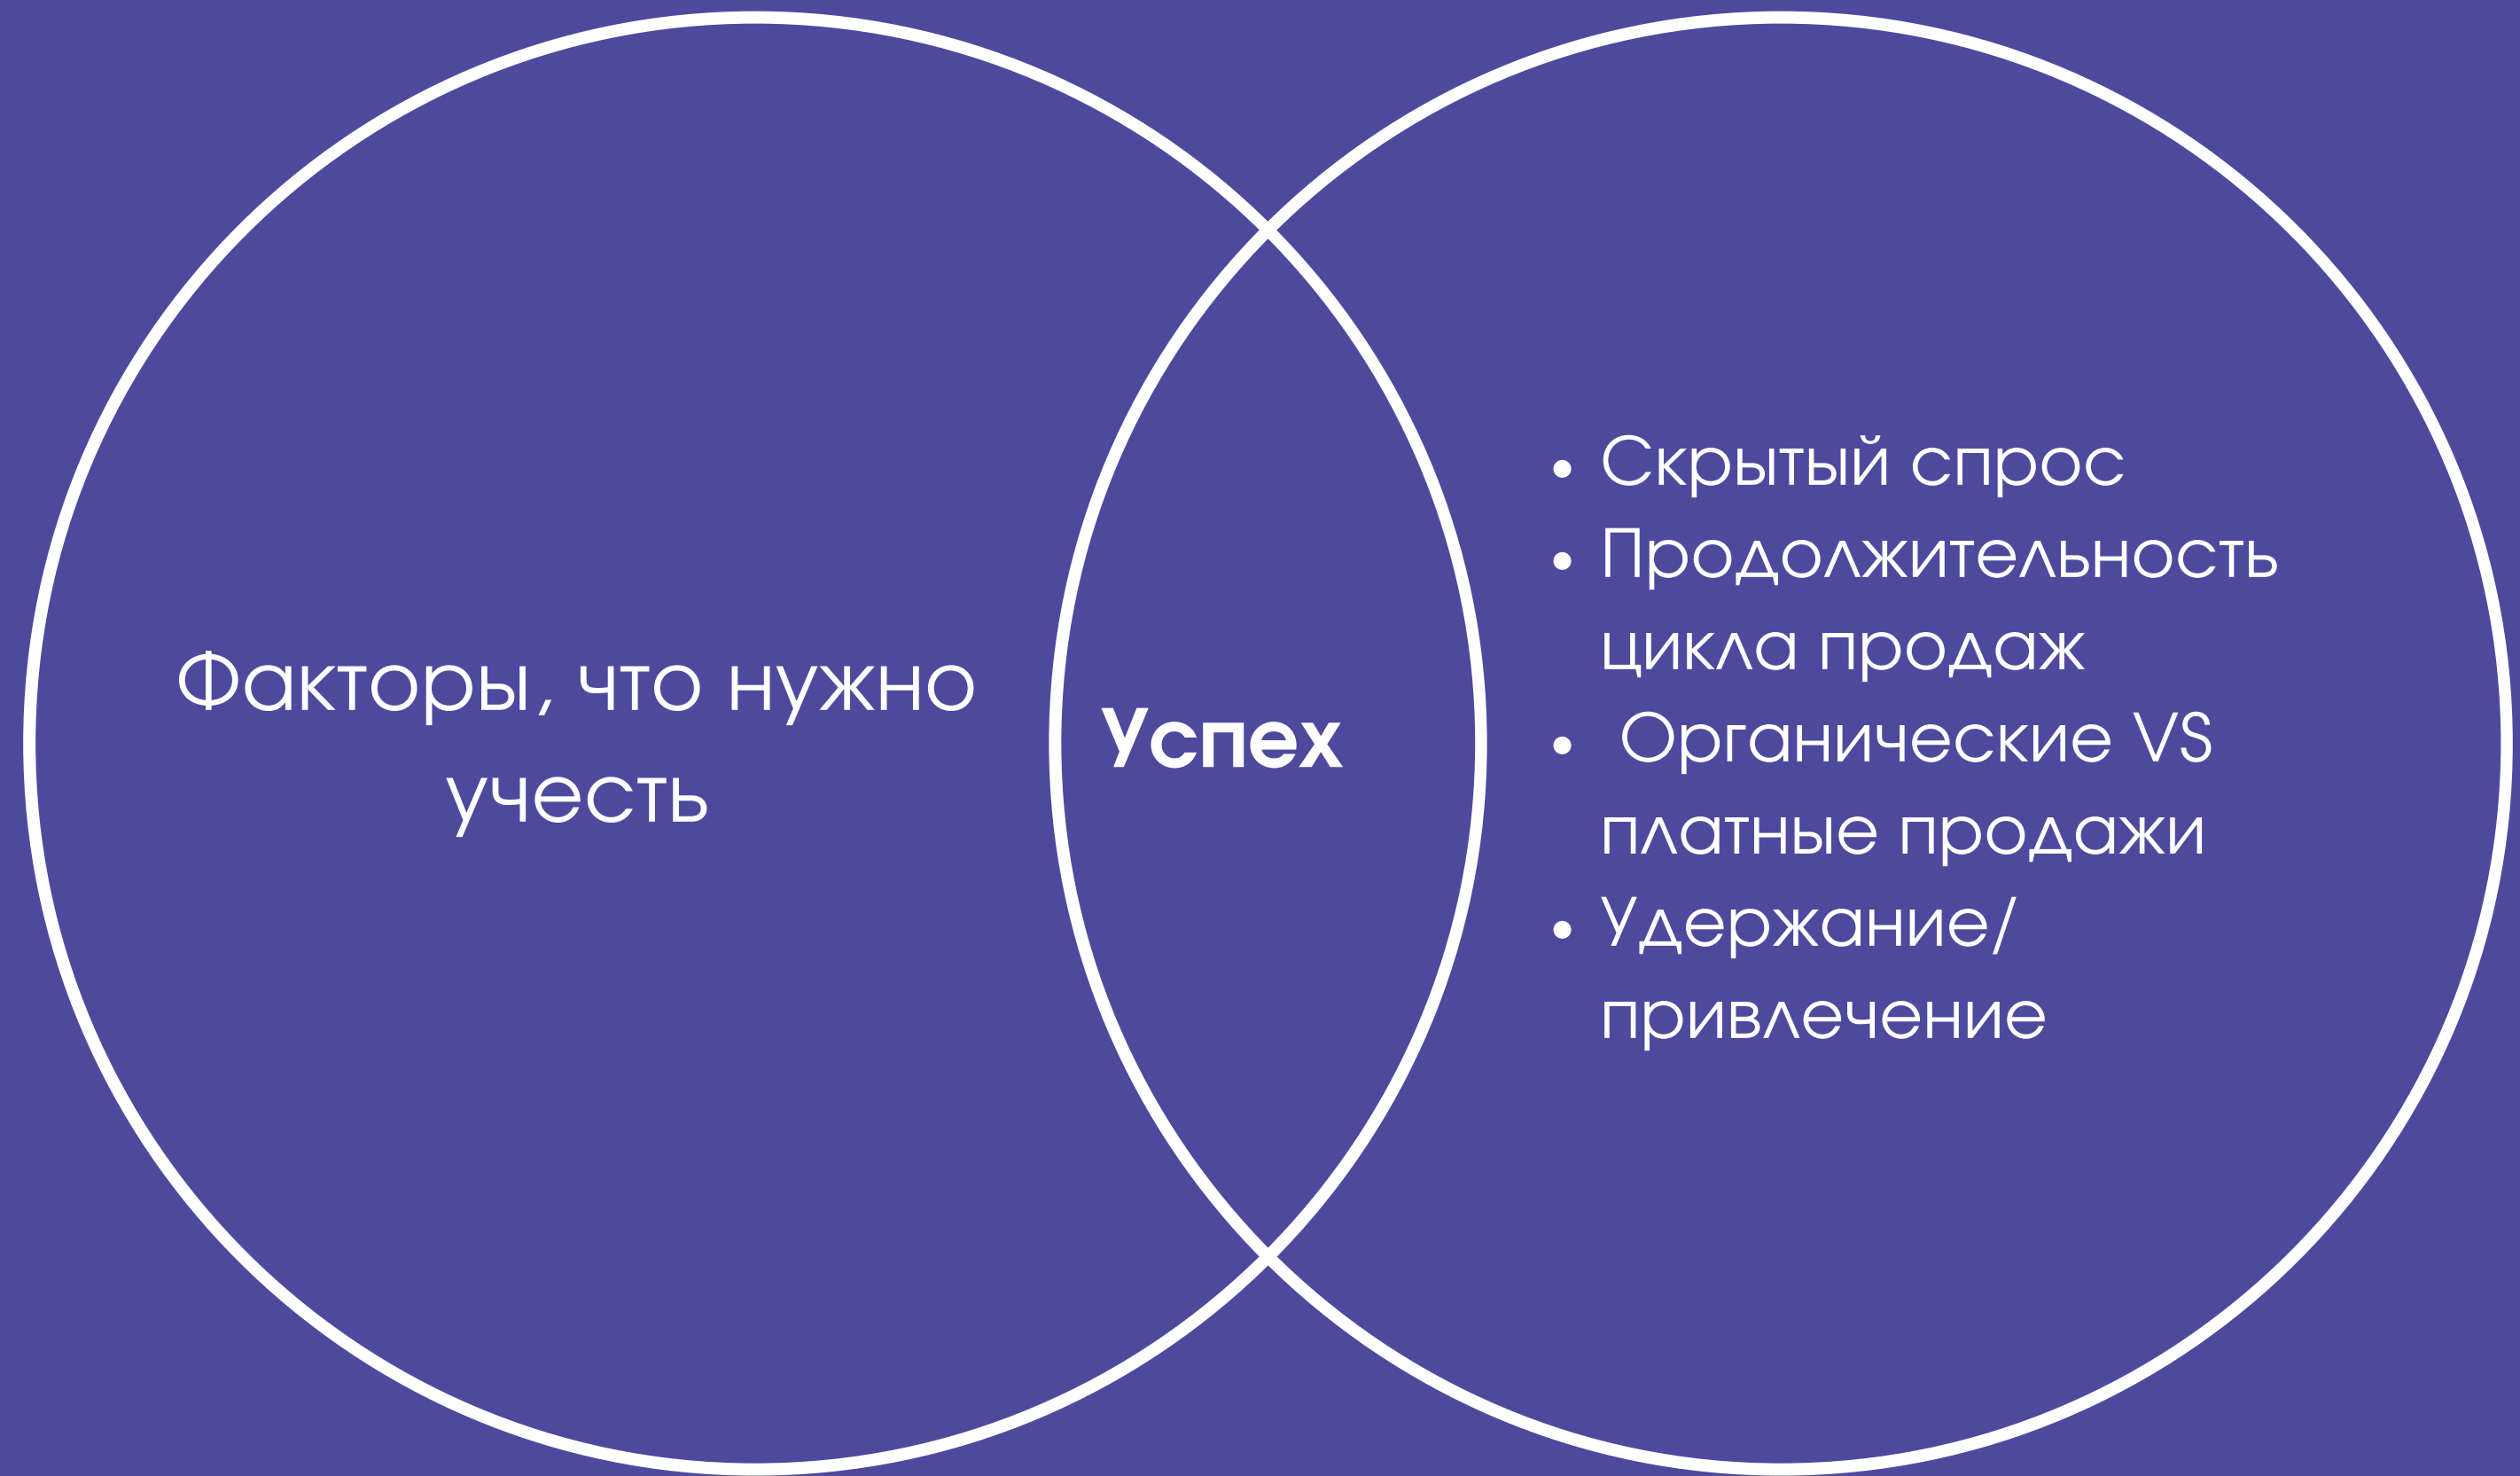 Факторы, что нужно
учесть
Успех
• Скрытый спрос
• Продолжительность
цикла продаж
• Органические VS
платные продажи
• Удержание/
привлечение